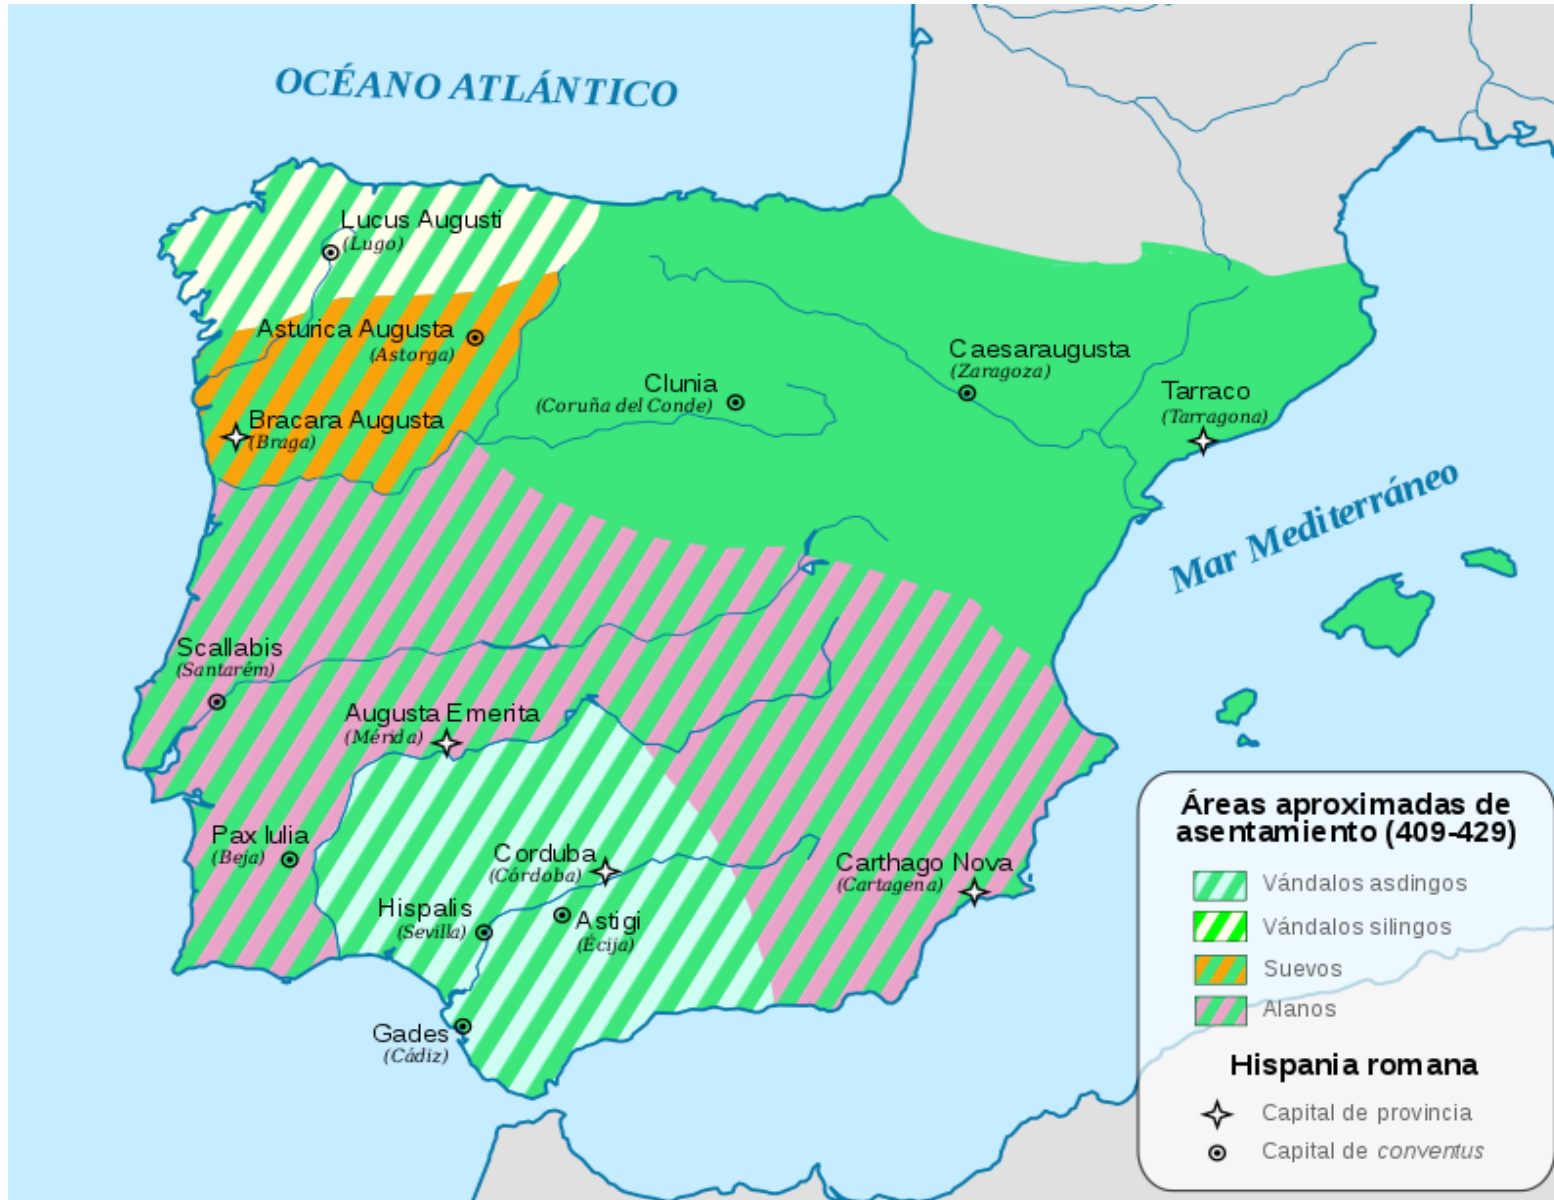 OCÉANO ATLÁNTICO
Lucus Augusti
(Lugo)
Asturica Augusta
(Astorga)
Bracara Augusta
(Braga)
Clunia
(Coruña del Conde)
Caesaraugusta
(Zaragoza)
Tarraco
(Tarragona)
Mar Mediterráneo
Scallabis
(Santarém)
Augusta Emerita
(Mérida)
Pax Iulia
(Beja)
Corduba
(Córdoba)
Hispalis
(Sevilla)
Astigi
(Écija)
Carthago Nova
(Cartagena)
Gades
(Cádiz)
Áreas aproximadas de
asentamiento (409-429)
Vándalos asdingos
Vándalos silingos
Suevos
Alanos
Hispania romana
Capital de provincia
Capital de conventus